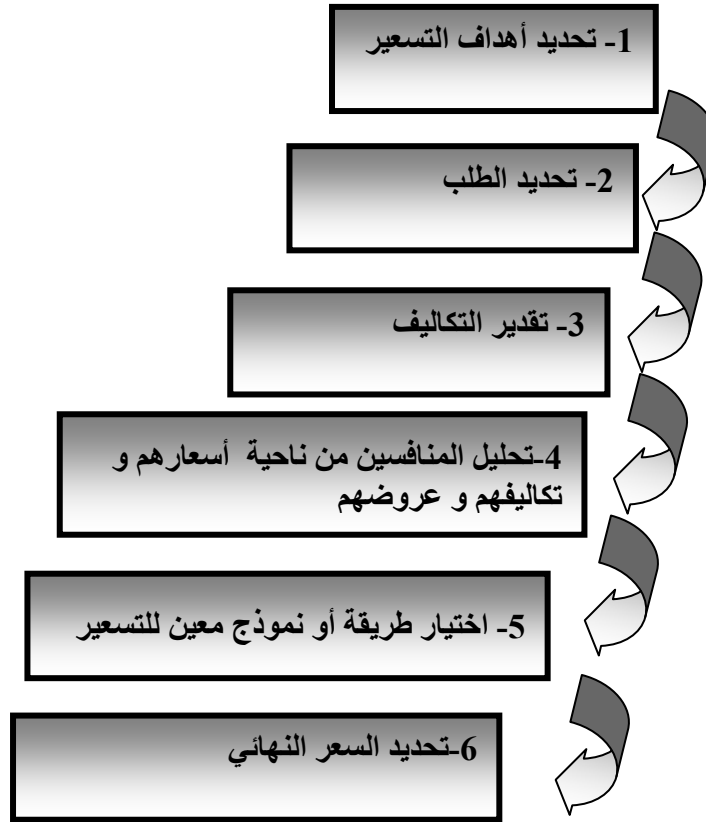 1- تحديد أهداف التسعير
2- تحديد الطلب
3- تقدير التكاليف
4-تحليل المنافسين من ناحية أسعارهم و
تكاليفهم و عروضهم
5- اختيار طريقة أو نموذج معين للتسعير
6-تحديد السعر النهائي